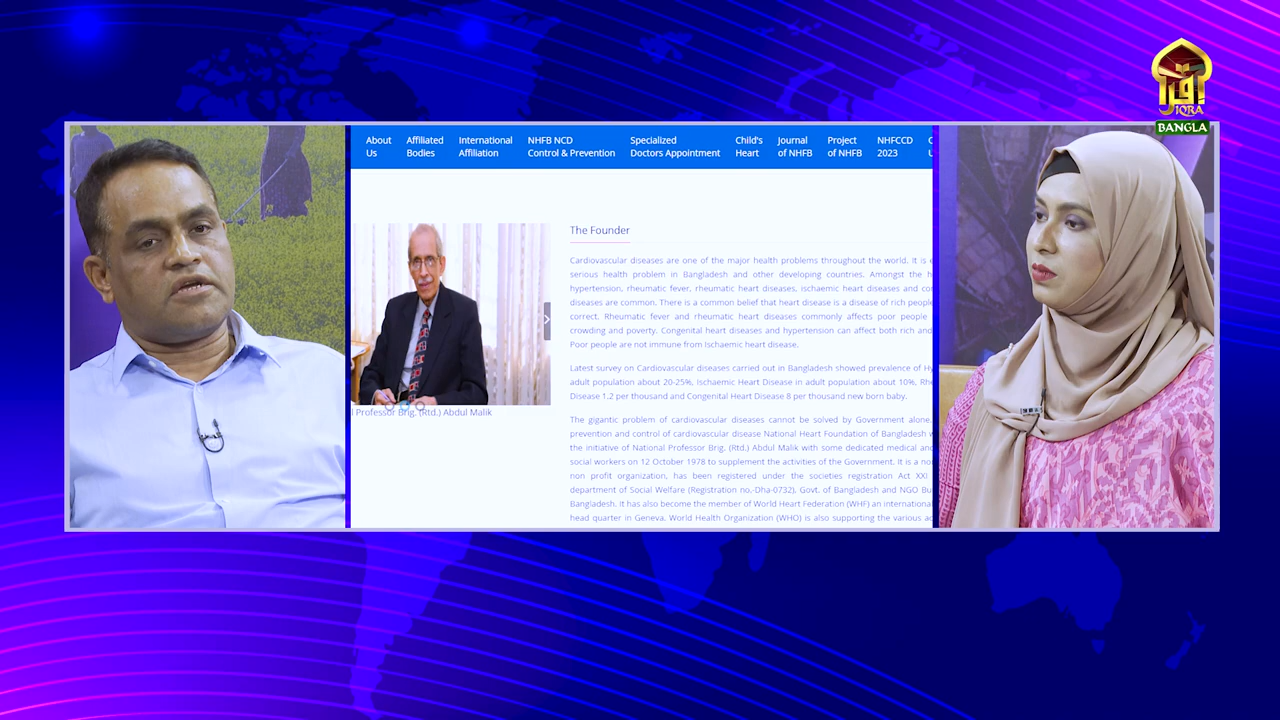 اقرأ
IQRA
BANGLA
About Us
Affiliated Bodies
International Affiliation
NHFB NCD Control & Prevention
Specialized Doctors Appointment
Child's Heart
Journal of NHFB
Project of NHFB
NHFCCD 2023
l Professor Brig. (Rtd.) Abdul Malik
The Founder
Cardiovascular diseases are one of the major health problems throughout the world. It is
serious health problem in Bangladesh and other developing countries. Amongst the
hypertension, rheumatic fever, rheumatic heart diseases, ischaemic heart diseases and
diseases are common. There is a common belief that heart disease is a disease of rich people
correct. Rheumatic fever and rheumatic heart diseases commonly affects poor people
crowding and poverty. Congenital heart diseases and hypertension can affect both rich and
Poor people are not immune from Ischaemic heart disease.
Latest survey on Cardiovascular diseases carried out in Bangladesh showed prevalence of
adult population about 20-25%, Ischaemic Heart Disease in adult population about 10%,
Disease 1.2 per thousand and Congenital Heart Disease 8 per thousand new born baby.
The gigantic problem of cardiovascular diseases cannot be solved by Government alone.
prevention and control of cardiovascular disease National Heart Foundation of Bangladesh
the initiative of National Professor Brig. (Rtd.) Abdul Malik with some dedicated medical and
social workers on 12 October 1978 to supplement the activities of the Government. It is a
non profit organization, has been registered under the societies registration Act XXI
department of Social Welfare (Registration no.-Dha-0732). Govt. of Bangladesh and NGO
Bangladesh. It has also become the member of World Heart Federation (WHF) an international
head quarter in Geneva. World Health Organization (WHO) is also supporting the various